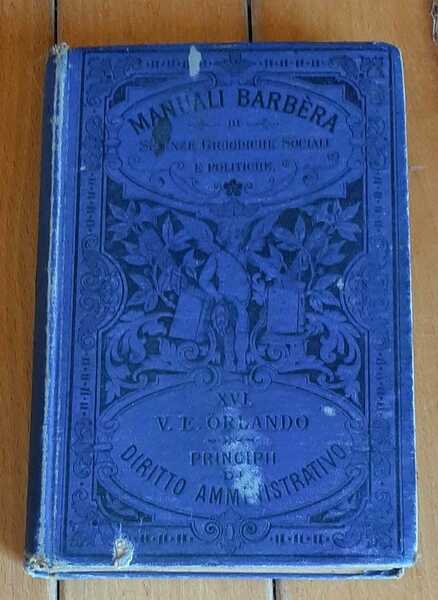 MANUALI BARBÈRA
DI
SCIENZE GIURIDICHE SOCIALI
E POLITICHE.
XVI.
V. E. ORLANDO
PRINCIPII
DI
DIRITTO AMMINISTRATIVO